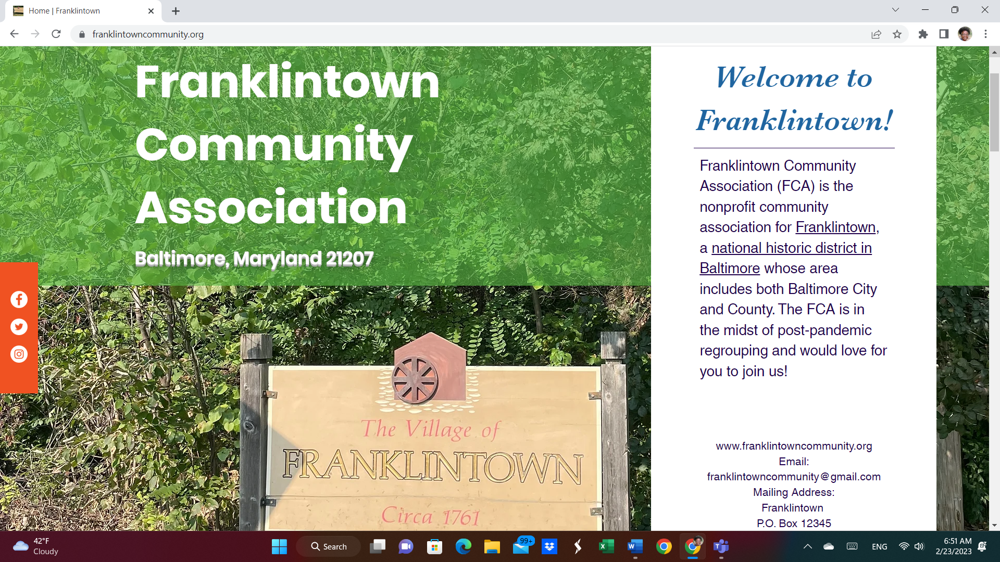 Home | Franklintown
franklintowncommunity.org
Franklintown
Community
Association
Baltimore, Maryland 21207
The Village of
FRANKLINTOWN
Circa 1761
Welcome to
Franklintown!
Franklintown Community
Association (FCA) is the
nonprofit community
association for Franklintown,
a national historic district in
Baltimore whose area
includes both Baltimore City
and County. The FCA is in
the midst of post-pandemic
regrouping and would love for
you to join us!
www.franklintowncommunity.org
Email:
franklintowncommunity@gmail.com
Mailing Address:
Franklintown
P.O. Box 12345
42°F
Cloudy
Search
99+
ENG
6:51 AM
2/23/2023